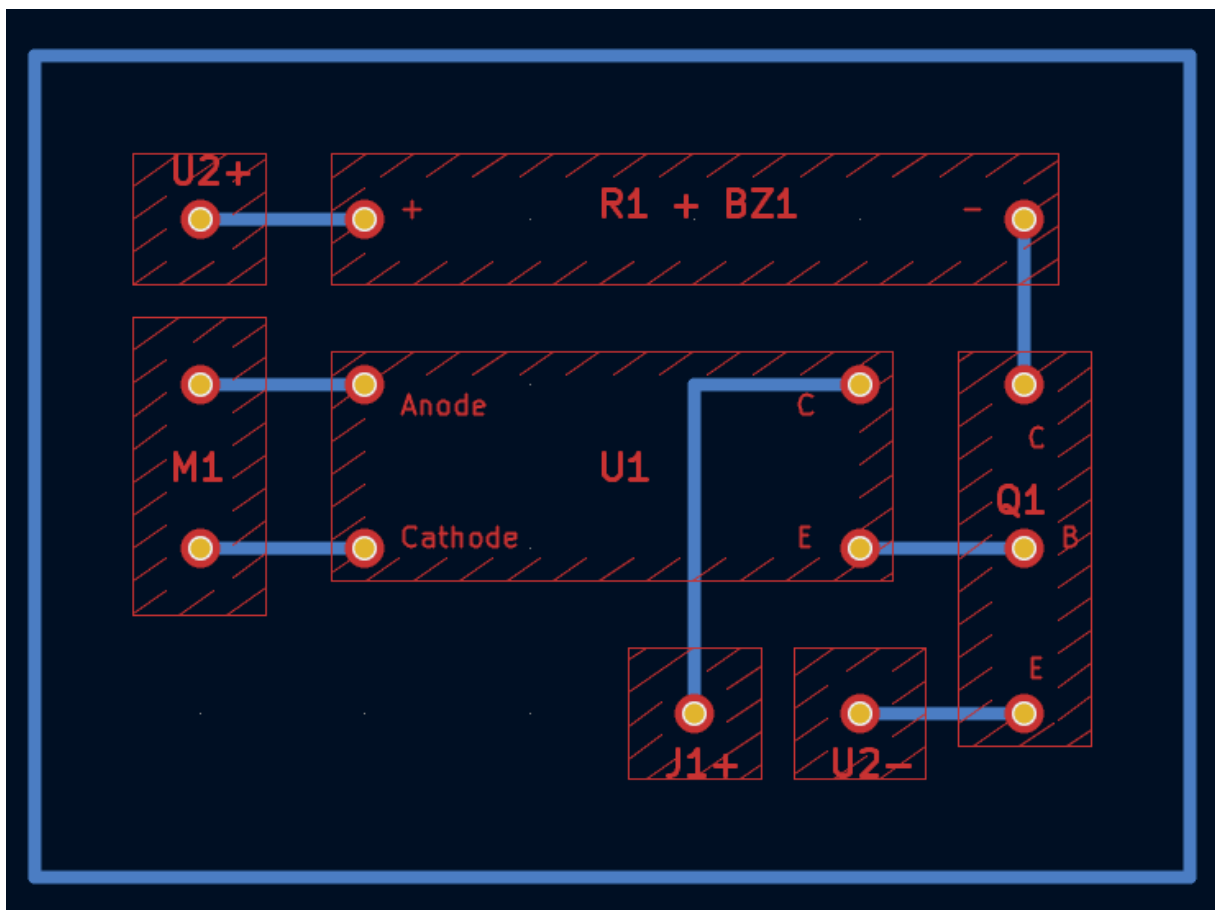 U2+
+
R1 + BZ1
-
Anode
C
C
M1
U1
Q1
Cathode
E
B
E
J1+
U2-